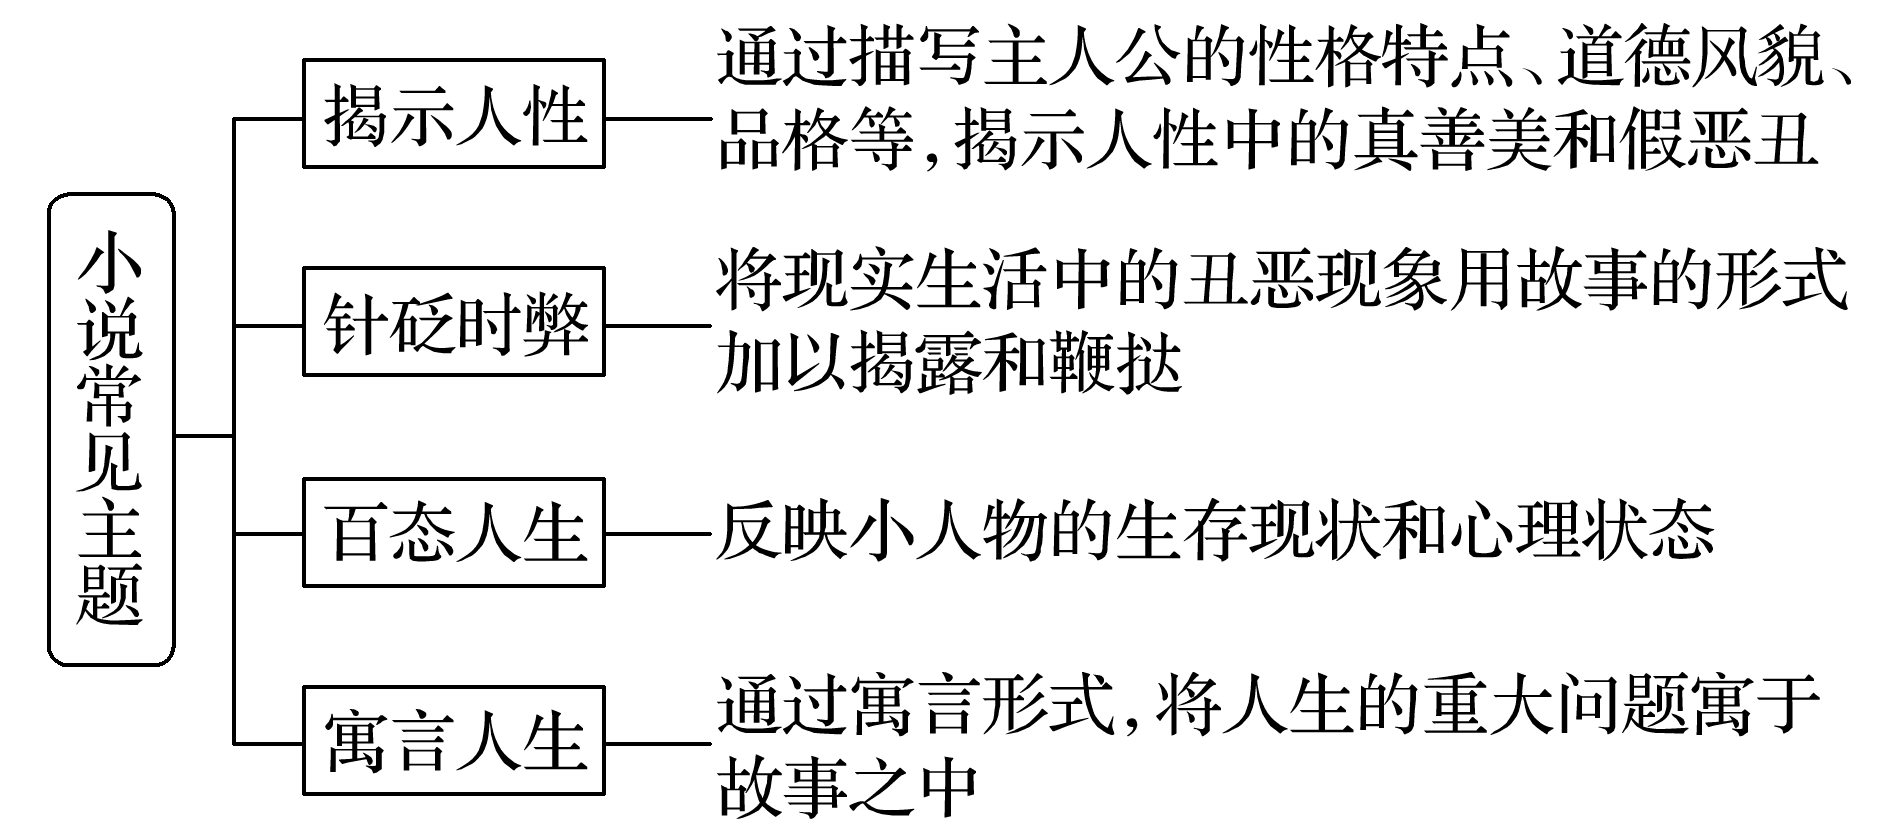 小说常见主题
揭示人性
通过描写主人公的性格特点、道德风貌、
品格等,揭示人性中的真善美和假恶丑
针砭时弊
将现实生活中的丑恶现象用故事的形式
加以揭露和鞭挞
百态人生
反映小人物的生存现状和心理状态
寓言人生
通过寓言形式,将人生的重大问题寓于
故事之中